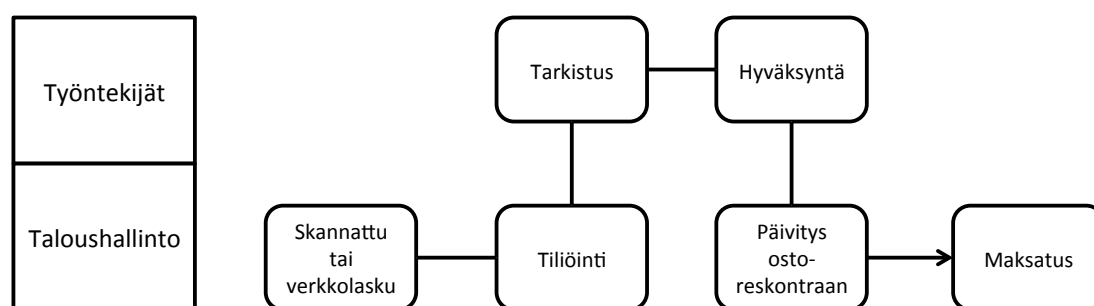 Työntekijät
Tarkistus
Hyväksyntä
Taloushallinto
Skannattu
tai
verkkolasku
Tiliöinti
Päivitys
osto-
reskontraan
Maksatus